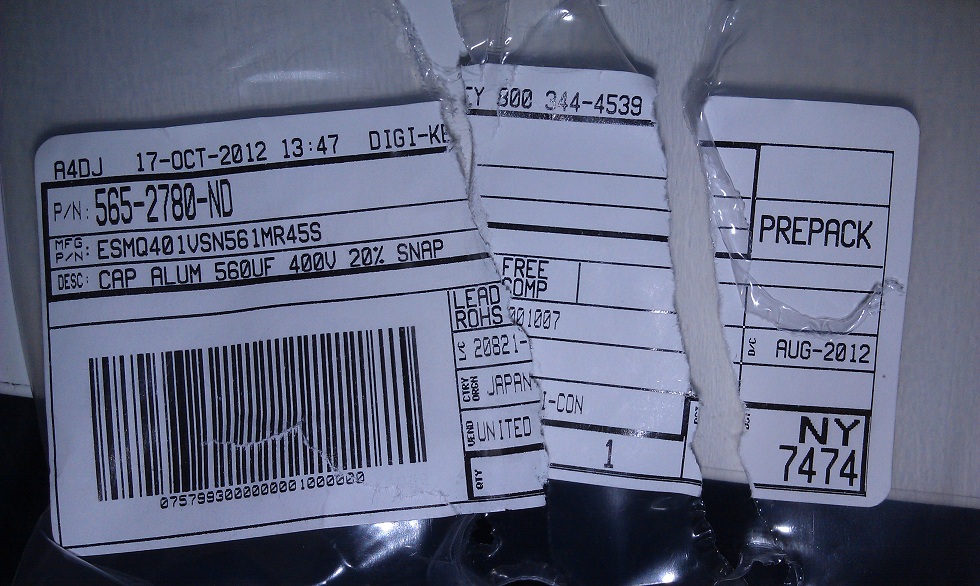 A4DJ 17-OCT-2012 13:47 DIGI-KE Y 800 344-4539
P/N: 565-2780-ND
MFG P/N: ESMQ401VSN561MR45S
DESC: CAP ALUM 560UF 400V 20% SNAP
PREPACK
LEAD FREE
ROHS COMP
001007
L/C 20821-
D/C AUG-2012
CTRY ORGN JAPAN
VEND UNITED I-CON
QTY 1
NY
7474
0757993000000001000000